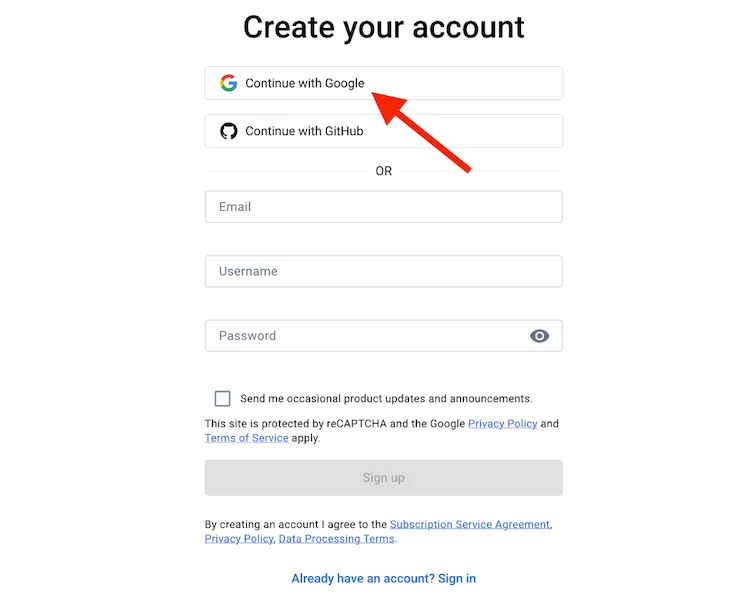 Create your account
Continue with Google
Continue with GitHub
OR
Email
Username
Password
Send me occasional product updates and announcements.
This site is protected by reCAPTCHA and the Google Privacy Policy and
Terms of Service apply.
Sign up
By creating an account I agree to the Subscription Service Agreement,
Privacy Policy, Data Processing Terms.
Already have an account? Sign in